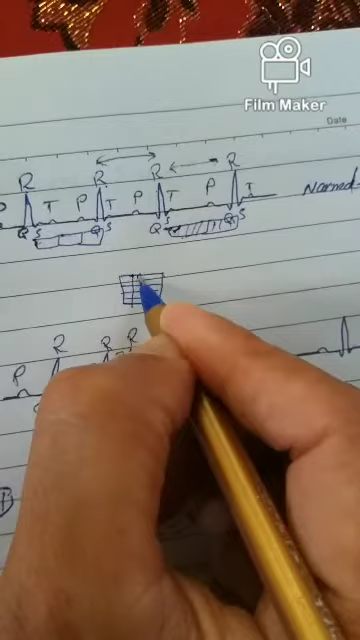 Film Maker
Date
R R R R
P T P T P T P T Normal
Q S Q S Q S Q S
P R R R